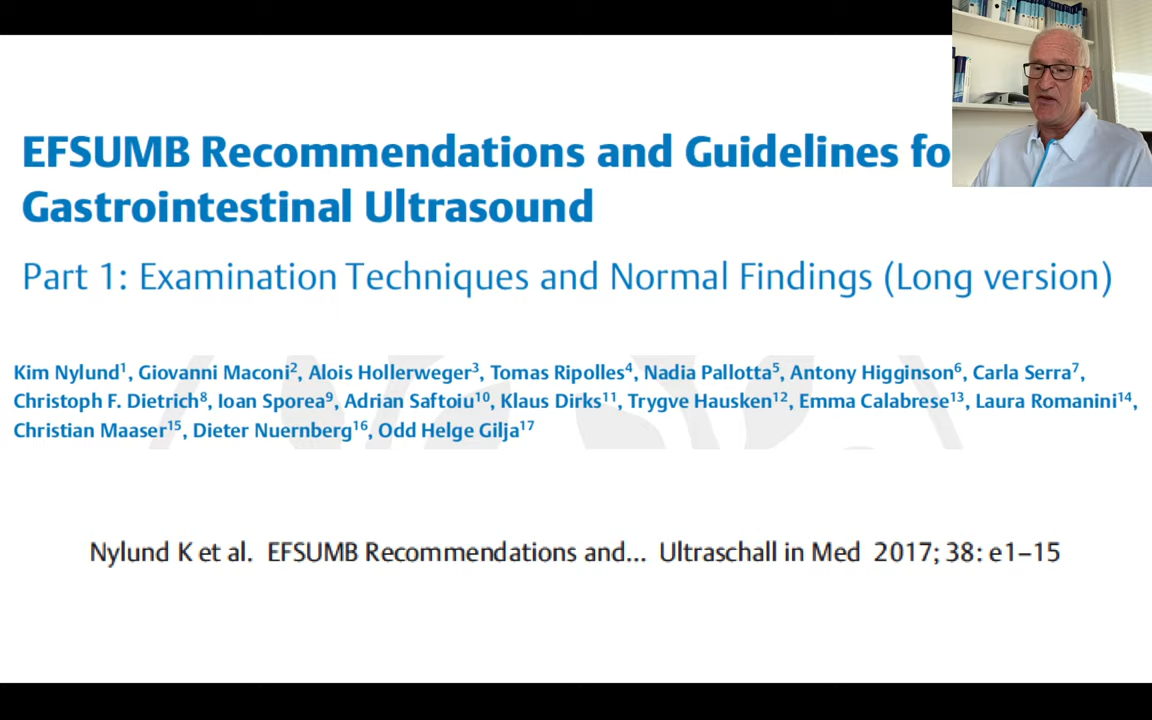 EFSUMB Recommendations and Guidelines fo
Gastrointestinal Ultrasound
Part 1: Examination Techniques and Normal Findings (Long version)
Kim Nylund1, Giovanni Maconi2, Alois Hollerweger3, Tomas Ripolles4, Nadia Pallotta5, Antony Higginson6, Carla Serra7,
Christoph F. Dietrich8, Ioan Sporea9, Adrian Saftoiu10, Klaus Dirks11, Trygve Hausken12, Emma Calabrese13, Laura Romanini14,
Christian Maaser15, Dieter Nuernberg16, Odd Helge Gilja17
Nylund K et al. EFSUMB Recommendations and... Ultraschall in Med 2017; 38: e1–15